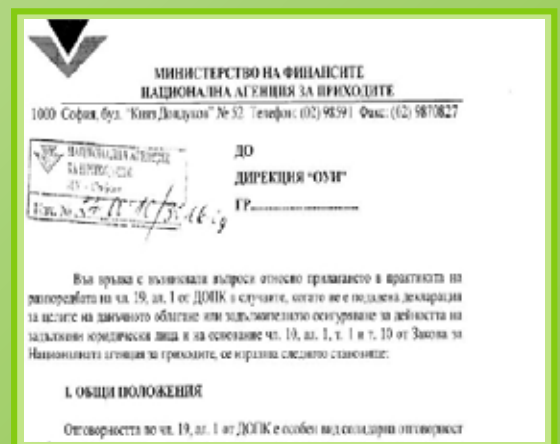 МИНИСТЕРСТВО НА ФИНАНСИТЕ
НАЦИОНАЛНА АГЕНЦИЯ ЗА ПРИХОДИТЕ
1000 София, бул. "Княз Дондуков" № 52 Телефон: (02) 98591 Факс: (02) 9870827
НАЦИОНАЛНА АГЕНЦИЯ
ЗА ПРИХОДИТЕ
ДО
ДИРЕКЦИЯ "ОУИ"
ГР.....................
Във връзка с възникнали въпроси относно прилагането в практиката на
разпоредбата на чл. 19, ал. 1 от ДОПК в случаите, когато не е подадена декларация
за целите на данъчното облагане или задължителното осигуряване за дейността на
задължени юридически лица и на основание чл. 10, ал. 1, т. 1 и т. 10 от Закона за
Националната агенция за приходите, се изразява следното становище:
I. ОБЩИ ПОЛОЖЕНИЯ
Отговорността по чл. 19, ал. 1 от ДОПК е особен вид солидарна отговорност